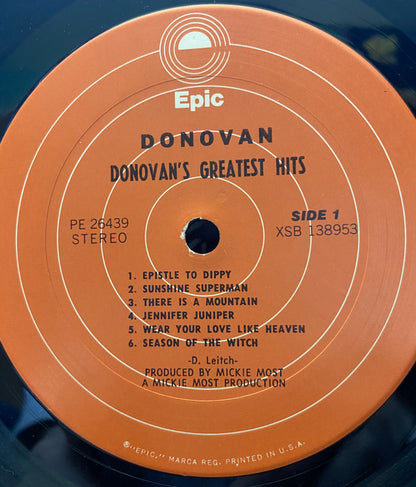 Epic
DONOVAN
DONOVAN'S GREATEST HITS
PE 26439
STEREO
SIDE 1
XSB 138953
1. EPISTLE TO DIPPY
2. SUNSHINE SUPERMAN
3. THERE IS A MOUNTAIN
4. JENNIFER JUNIPER
5. WEAR YOUR LOVE LIKE HEAVEN
6. SEASON OF THE WITCH
-D. Leitch-
PRODUCED BY MICKIE MOST
A MICKIE MOST PRODUCTION
®"EPIC," MARCA REG. PRINTED IN U.S.A.